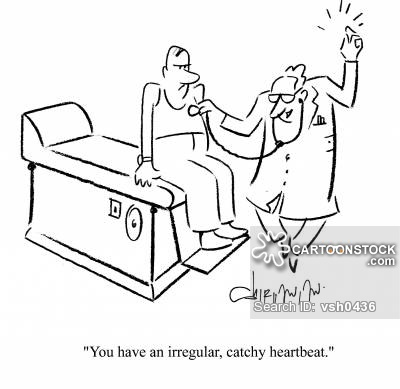 CARTOONSTOCK
.com
Search ID: vsh0436
"You have an irregular, catchy heartbeat."